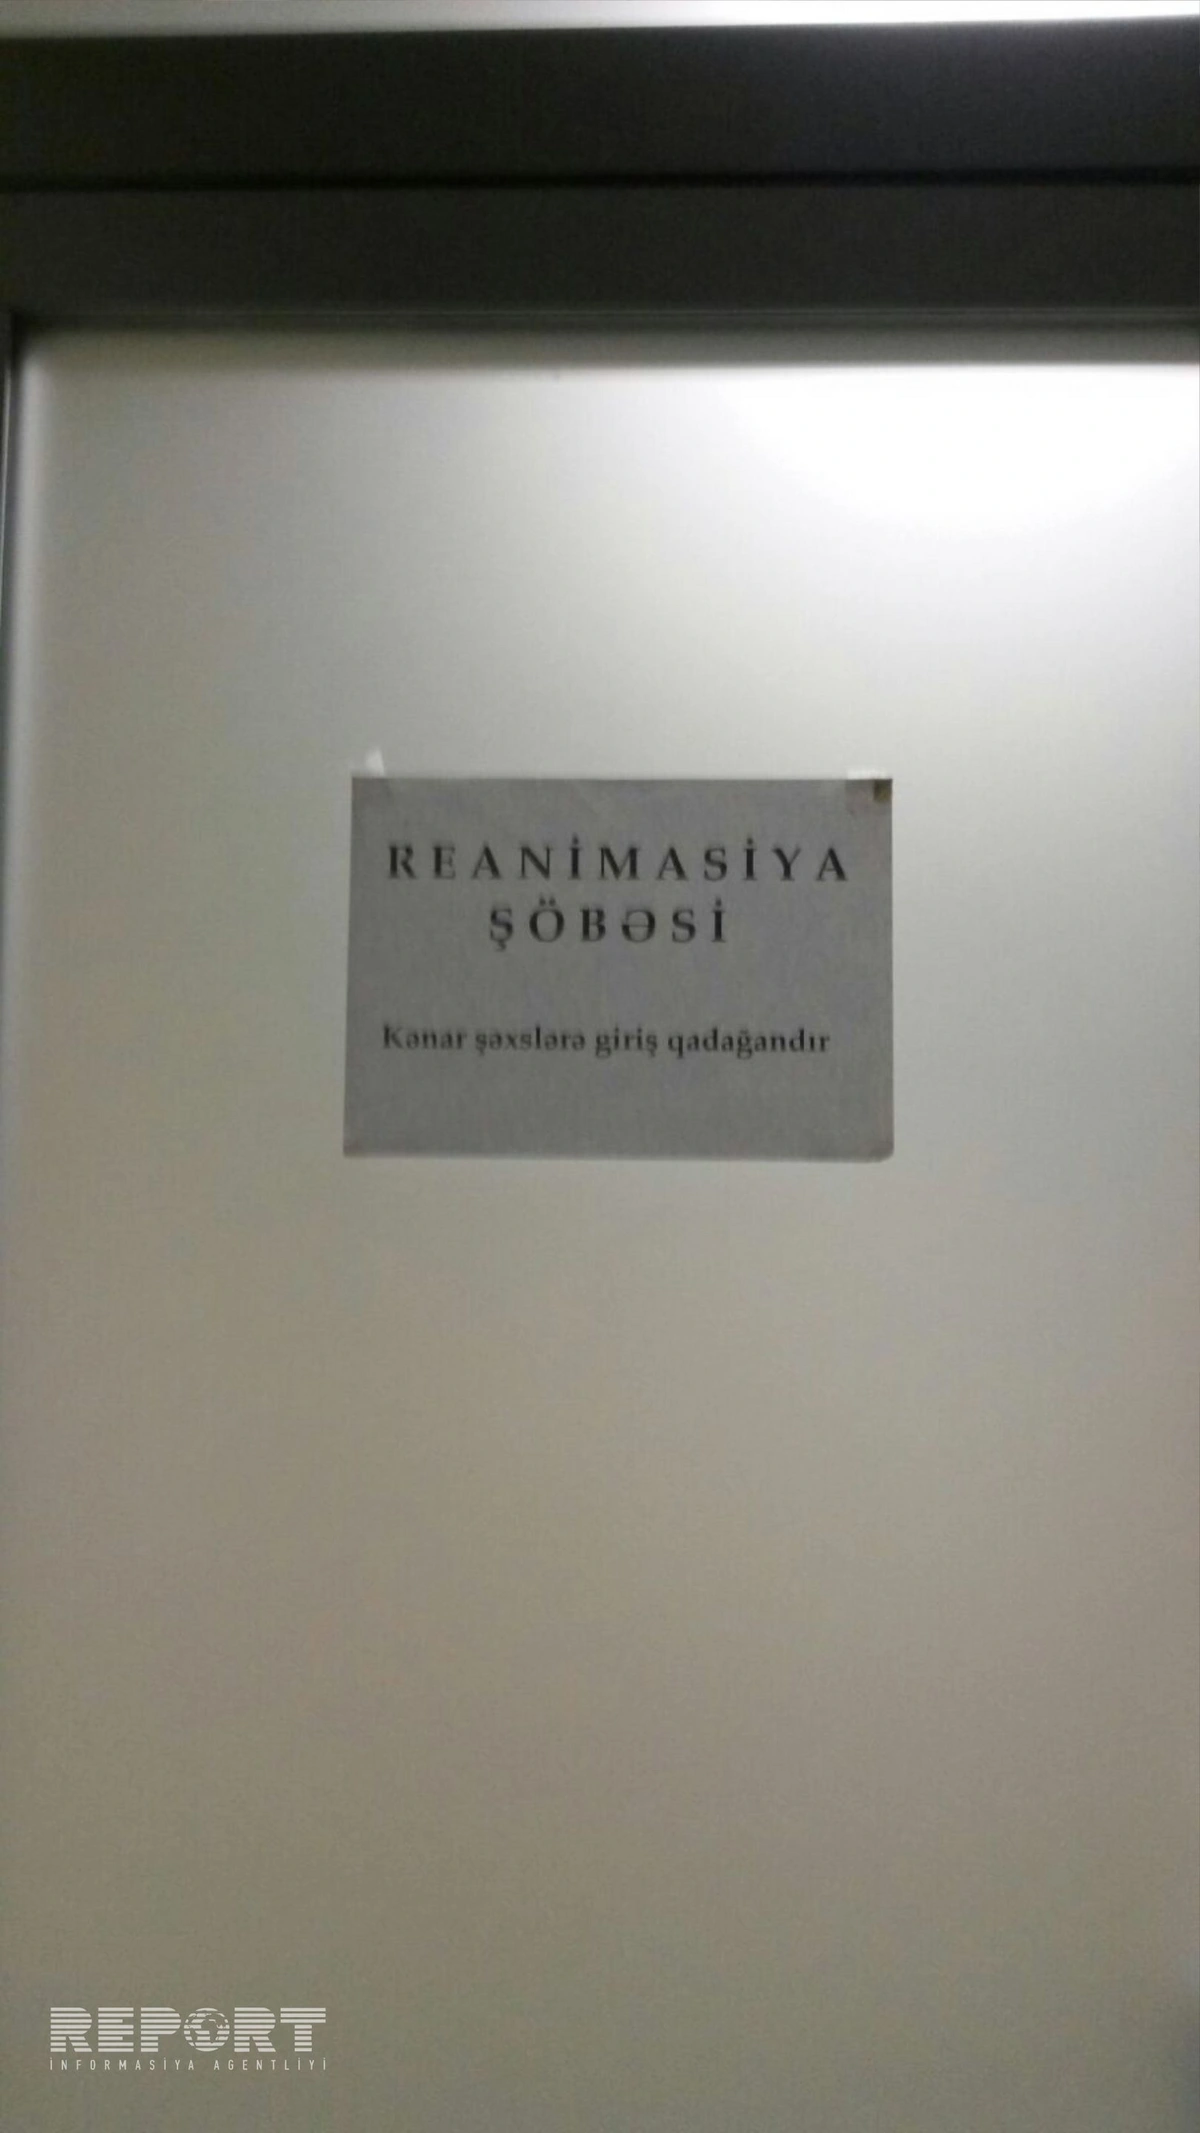 REANİMASİYA
ŞÖBƏSİ
Kənar şəxslərə giriş qadağandır
REPORT
İNFORMASİYA AGENTLİYİ